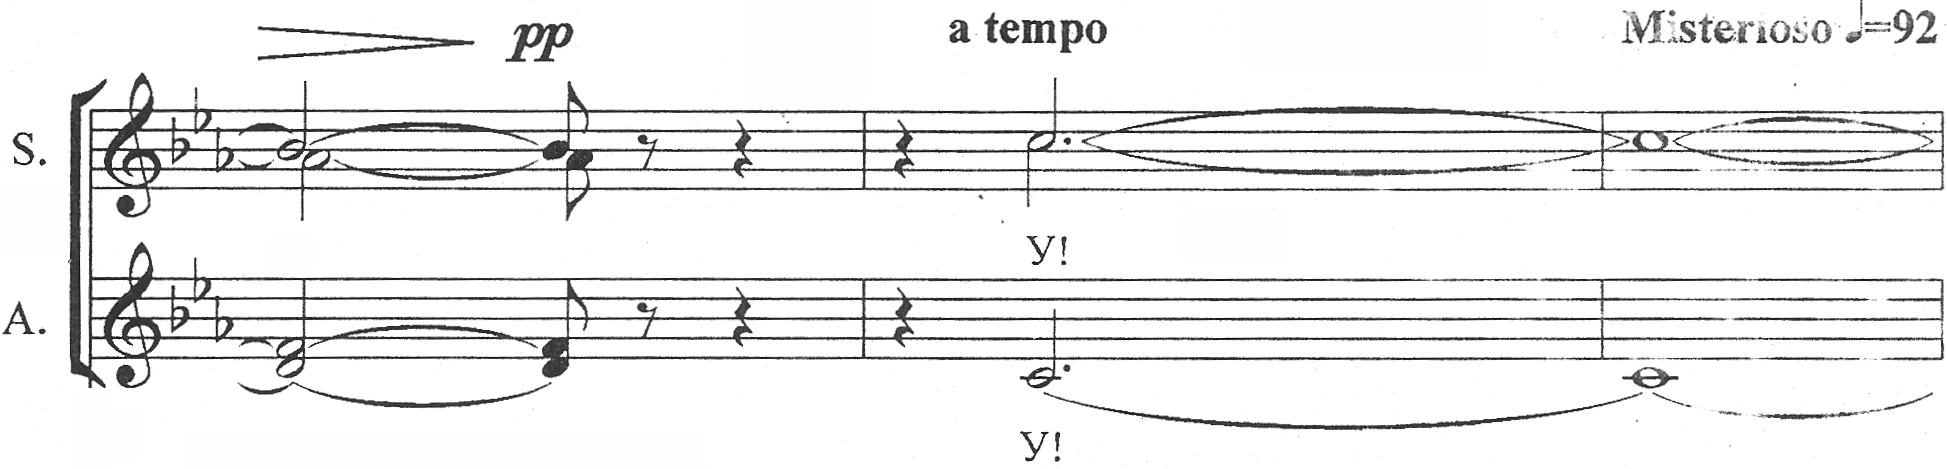 pp a tempo Misterioso ♩=92
S.
У!
A.
У!